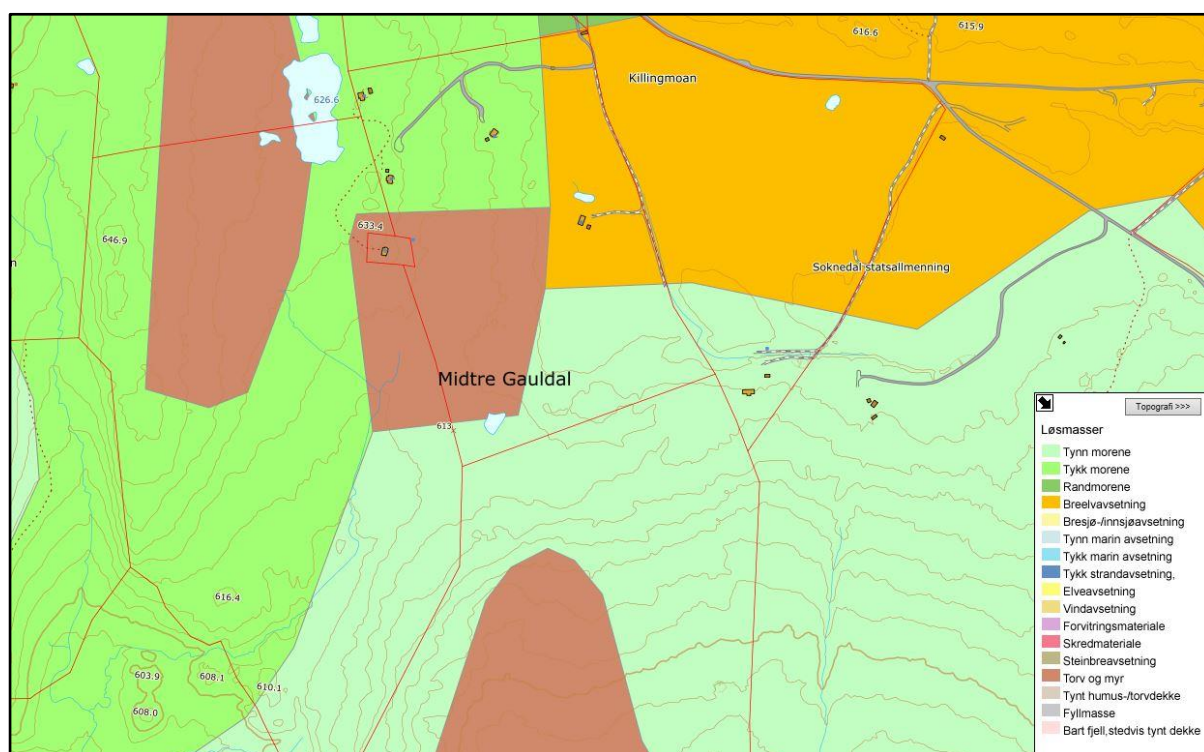 616.6
615.9
Killingmoan
626.6
633.4
646.9
n
Soknedal statsallmenning
Midtre Gauldal
613
616.4
603.9
608.1
610.1
608.0
Topografi >>>
Løsmasser
Tynn morene
Tykk morene
Randmorene
Breelvavsetning
Bresjø-/innsjøavsetning
Tynn marin avsetning
Tykk marin avsetning
Tykk strandavsetning,
Elveavsetning
Vindavsetning
Forvitringsmateriale
Skredmateriale
Steinbreavsetning
Torv og myr
Tynt humus-/torvdekke
Fyllmasse
Bart fjell,stedvis tynt dekke